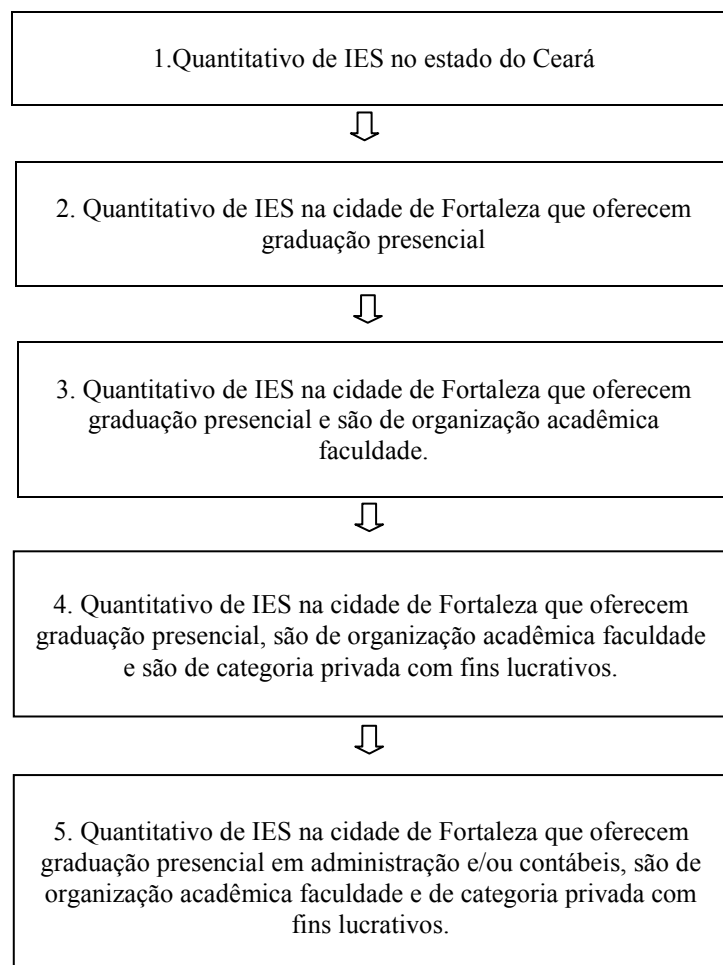 1.Quantitativo de IES no estado do Ceará
2. Quantitativo de IES na cidade de Fortaleza que oferecem
graduação presencial
3. Quantitativo de IES na cidade de Fortaleza que oferecem
graduação presencial e são de organização acadêmica
faculdade.
4. Quantitativo de IES na cidade de Fortaleza que oferecem
graduação presencial, são de organização acadêmica faculdade
e são de categoria privada com fins lucrativos.
5. Quantitativo de IES na cidade de Fortaleza que oferecem
graduação presencial em administração e/ou contábeis, são de
organização acadêmica faculdade e de categoria privada com
fins lucrativos.